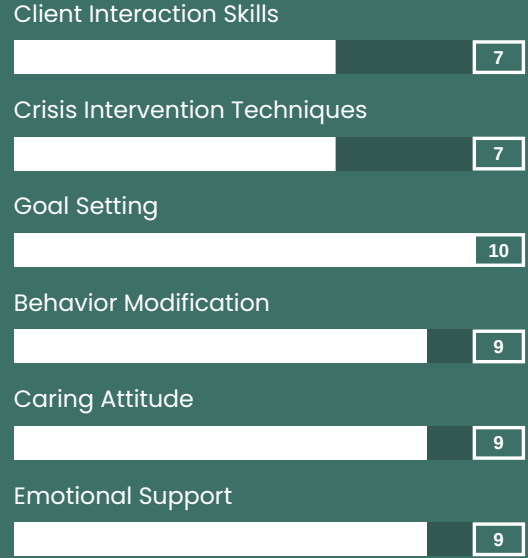 Client Interaction Skills
7
Crisis Intervention Techniques
7
Goal Setting
10
Behavior Modification
9
Caring Attitude
9
Emotional Support
9